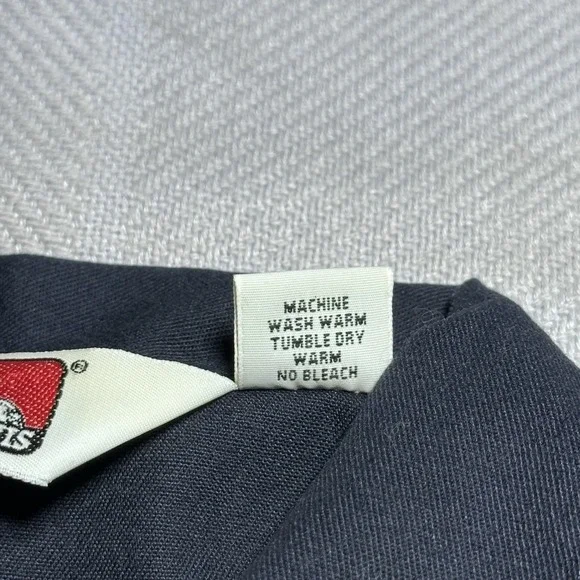 MACHINE
WASH WARM
TUMBLE DRY
WARM
NO BLEACH
®